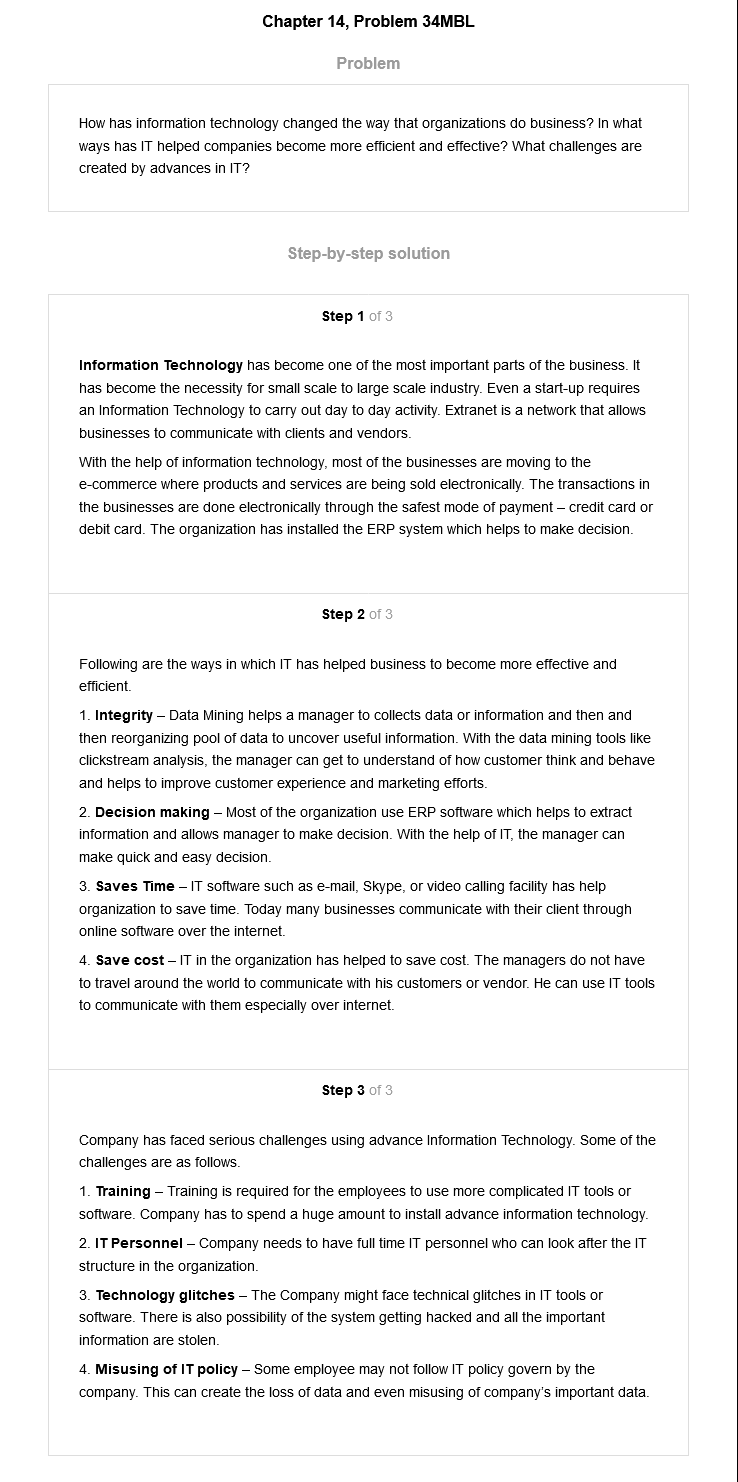 Chapter 14, Problem 34MBL
Problem
How has information technology changed the way that organizations do business? In what
ways has IT helped companies become more efficient and effective? What challenges are
created by advances in IT?
Step-by-step solution
Step 1 of 3
Information Technology has become one of the most important parts of the business. It
has become the necessity for small scale to large scale industry. Even a start-up requires
an Information Technology to carry out day to day activity. Extranet is a network that allows
businesses to communicate with clients and vendors.
With the help of information technology, most of the businesses are moving to the
e-commerce where products and services are being sold electronically. The transactions in
the businesses are done electronically through the safest mode of payment – credit card or
debit card. The organization has installed the ERP system which helps to make decision.
Step 2 of 3
Following are the ways in which IT has helped business to become more effective and
efficient.
1. Integrity – Data Mining helps a manager to collects data or information and then and
then reorganizing pool of data to uncover useful information. With the data mining tools like
clickstream analysis, the manager can get to understand of how customer think and behave
and helps to improve customer experience and marketing efforts.
2. Decision making – Most of the organization use ERP software which helps to extract
information and allows manager to make decision. With the help of IT, the manager can
make quick and easy decision.
3. Saves Time – IT software such as e-mail, Skype, or video calling facility has help
organization to save time. Today many businesses communicate with their client through
online software over the internet.
4. Save cost – IT in the organization has helped to save cost. The managers do not have
to travel around the world to communicate with his customers or vendor. He can use IT tools
to communicate with them especially over internet.
Step 3 of 3
Company has faced serious challenges using advance Information Technology. Some of the
challenges are as follows.
1. Training – Training is required for the employees to use more complicated IT tools or
software. Company has to spend a huge amount to install advance information technology.
2. IT Personnel – Company needs to have full time IT personnel who can look after the IT
structure in the organization.
3. Technology glitches – The Company might face technical glitches in IT tools or
software. There is also possibility of the system getting hacked and all the important
information are stolen.
4. Misusing of IT policy – Some employee may not follow IT policy govern by the
company. This can create the loss of data and even misusing of company’s important data.